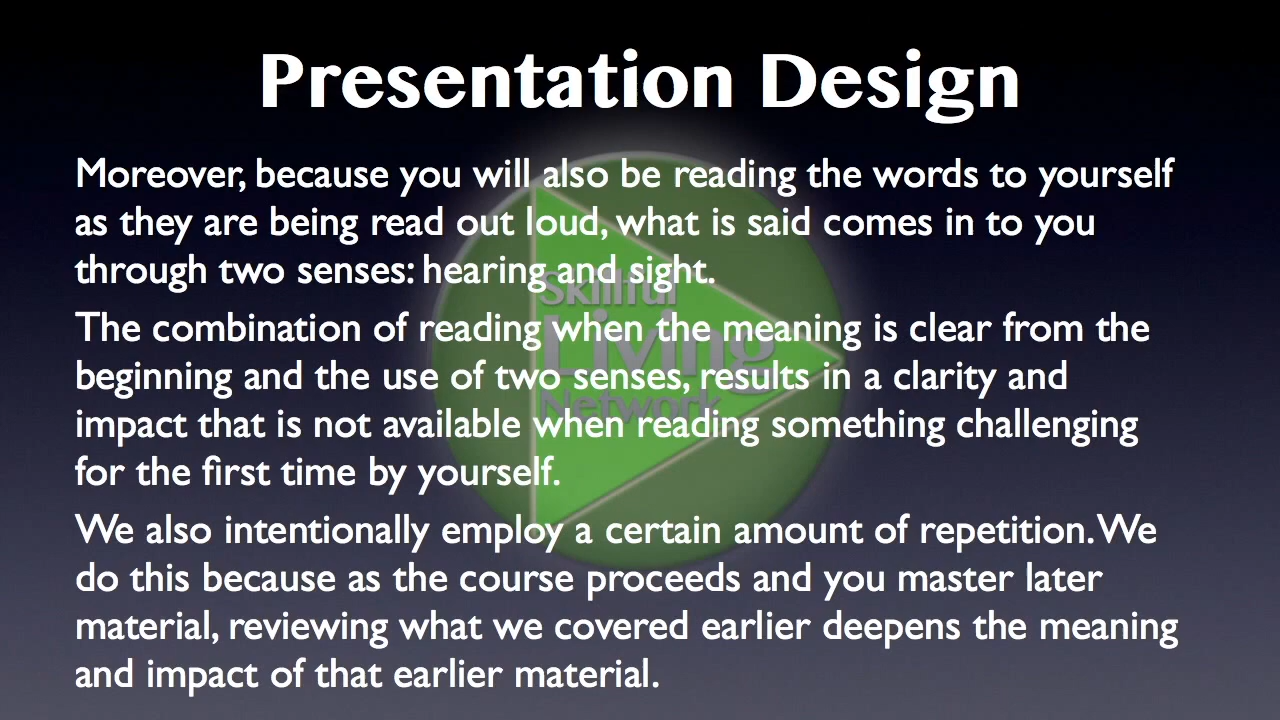 Presentation Design
Moreover, because you will also be reading the words to yourself
as they are being read out loud, what is said comes in to you
through two senses: hearing and sight.
The combination of reading when the meaning is clear from the
beginning and the use of two senses, results in a clarity and
impact that is not available when reading something challenging
for the first time by yourself.
We also intentionally employ a certain amount of repetition. We
do this because as the course proceeds and you master later
material, reviewing what we covered earlier deepens the meaning
and impact of that earlier material.
Skillful
Living
Network